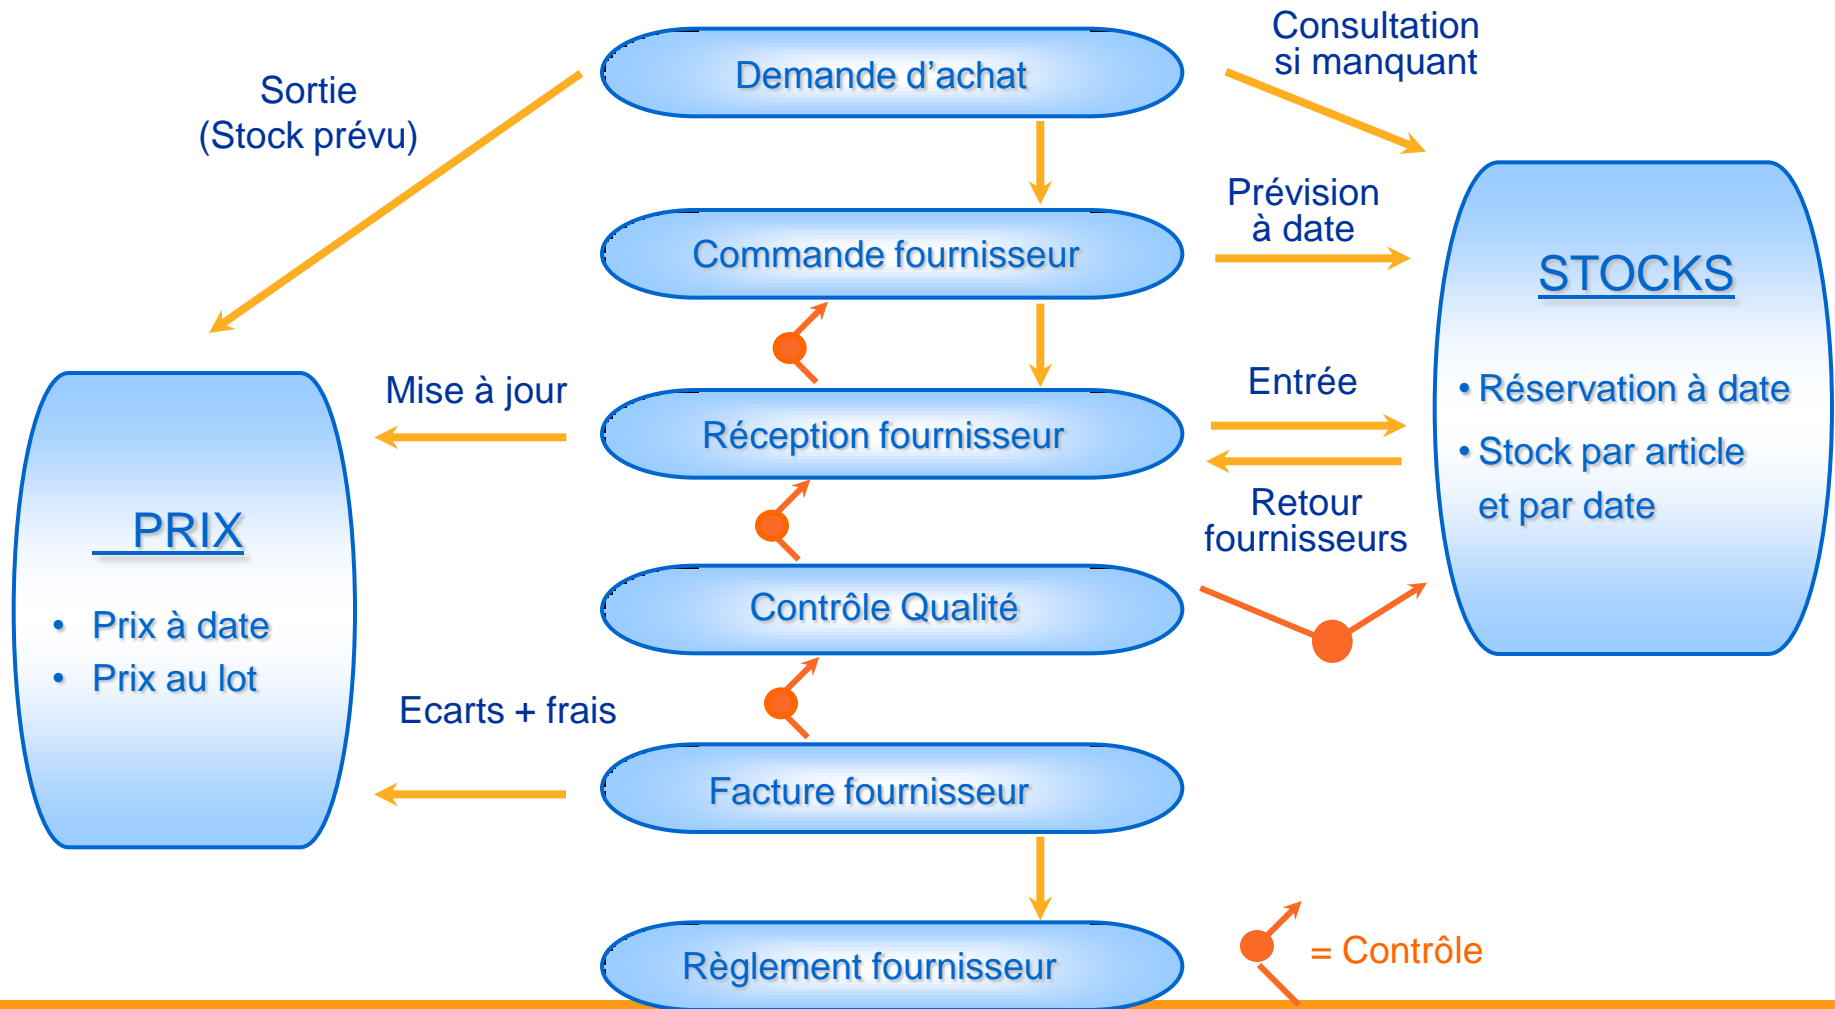 Consultation
si manquant
Demande d’achat
Sortie
(Stock prévu)
Prévision
à date
Commande fournisseur
STOCKS
• Réservation à date
• Stock par article
et par date
Mise à jour
Entrée
Réception fournisseur
Retour
fournisseurs
PRIX
• Prix à date
• Prix au lot
Contrôle Qualité
Ecarts + frais
Facture fournisseur
Règlement fournisseur
= Contrôle